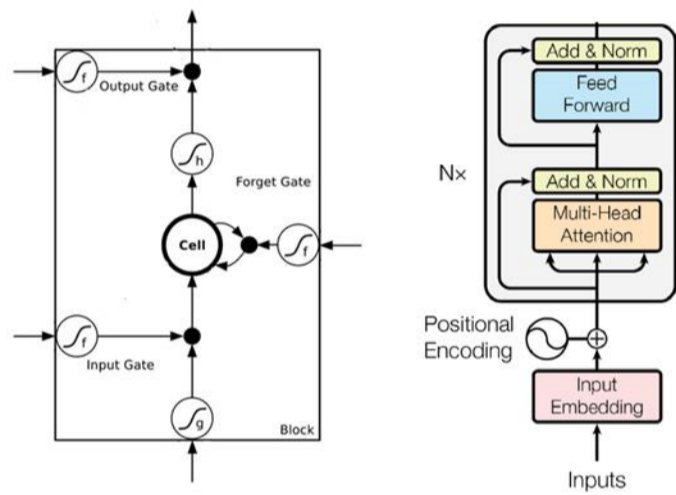 f
Output Gate
h
Forget Gate
Cell
f
f
Input Gate
g
Block
Add & Norm
Feed
Forward
N×
Add & Norm
Multi-Head
Attention
Positional
Encoding
Input
Embedding
Inputs